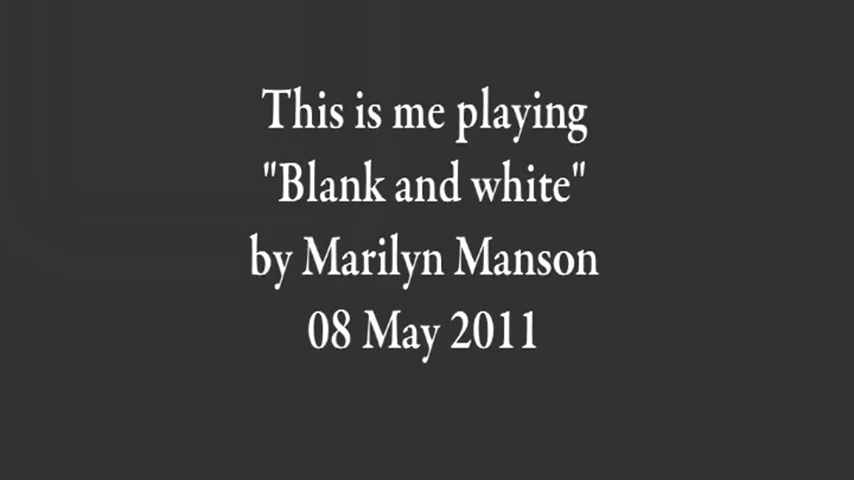 This is me playing
"Blank and white"
by Marilyn Manson
08 May 2011